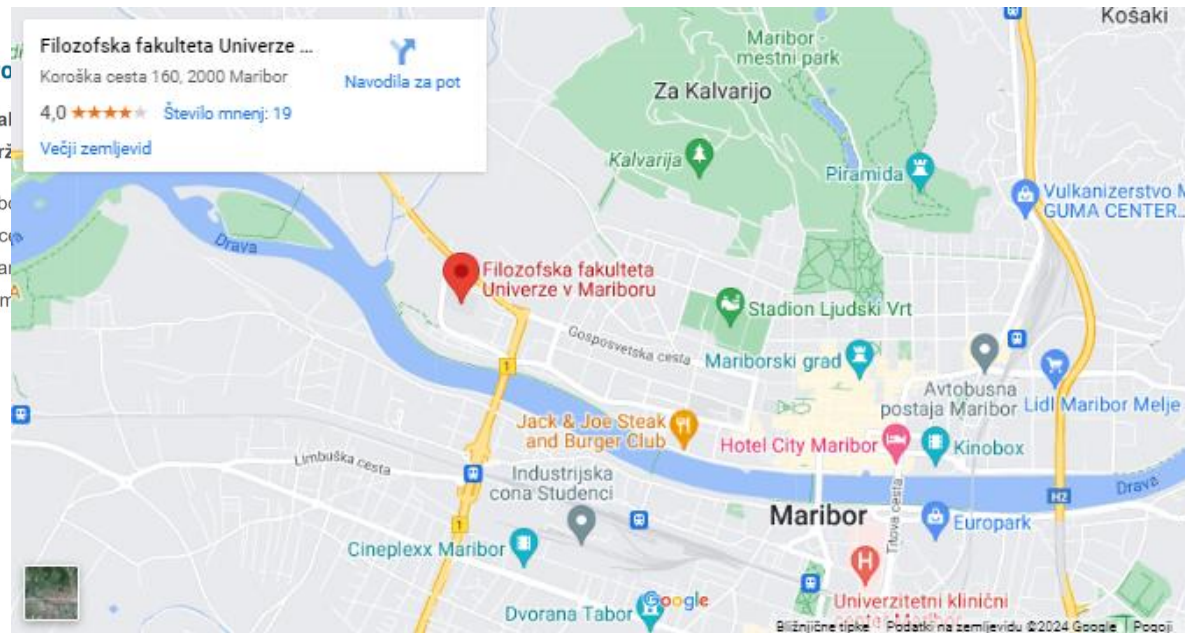 Filozofska fakulteta Univerze ...
Koroška cesta 160, 2000 Maribor
4,0
Število mnenj: 19
Večji zemljevid
Navodila za pot
Košaki
Maribor -
mestni park
Za Kalvarijo
Kalvarija
Piramida
Vulkanizerstvo M
GUMA CENTER...
Drava
Filozofska fakulteta
Univerze v Mariboru
Stadion Ljudski Vrt
Gosposvetska cesta
1
Mariborski grad
Avtobusna
postaja Maribor
Lidl Maribor Melje
Jack & Joe Steak
and Burger Club
Hotel City Maribor
Kinobox
Limbuška cesta
Industrijska
cona Studenci
H2
Drava
Maribor
Titova cesta
Europark
1
Cineplexx Maribor
H
Univerzitetni klinični
center Maribor
Dvorana Tabor
Google
Bližnjične tipke
Podatki na zemljevidu ©2024 Google
Pogoji